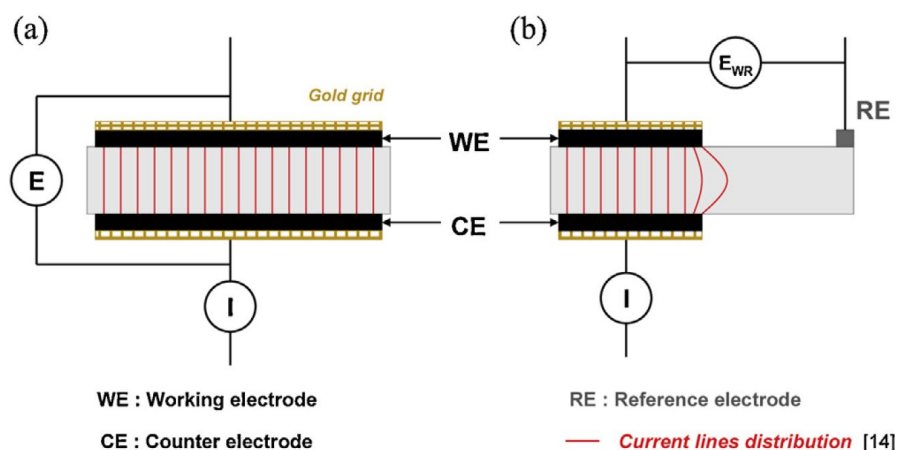 (a)
(b)
E_WR
Gold grid
RE
WE
E
CE
I
I
WE : Working electrode
RE : Reference electrode
CE : Counter electrode
Current lines distribution [14]